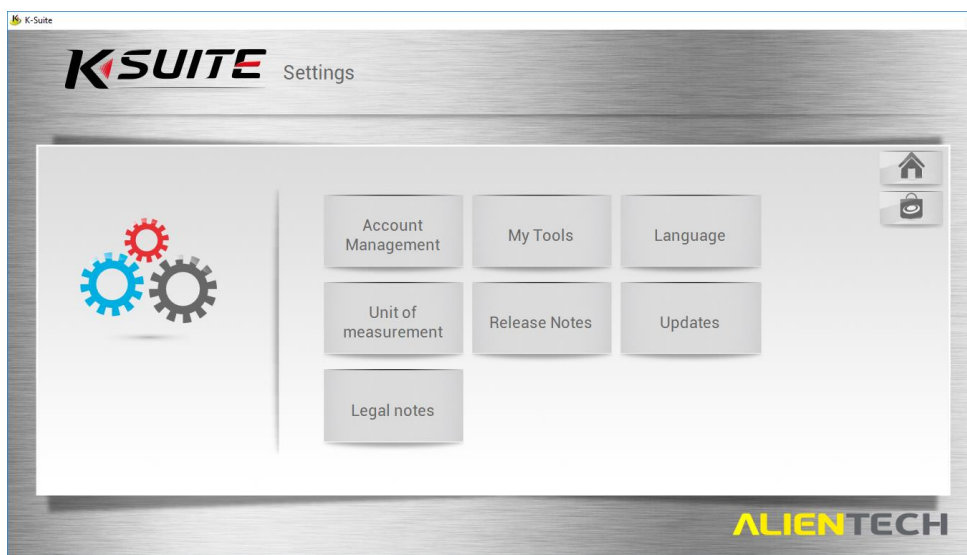 K-Suite
KSUITE Settings
Account
Management
My Tools
Language
Unit of
measurement
Release Notes
Updates
Legal notes
ALIENTECH